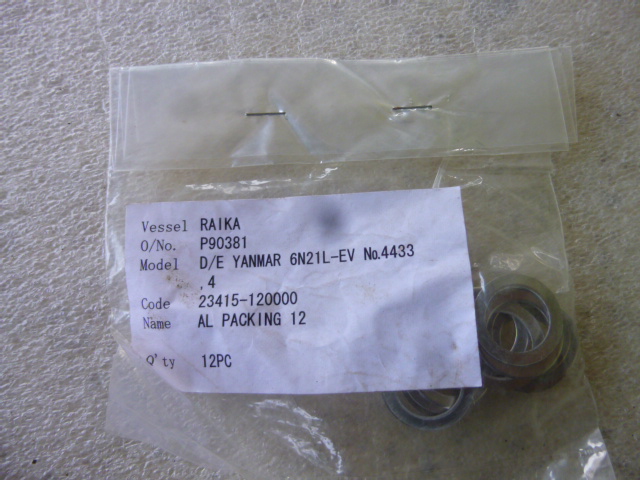 Vessel RAIKA
O/No. P90381
Model D/E YANMAR 6N21L-EV No.4433
,4
Code 23415-120000
Name AL PACKING 12
Q'ty 12PC